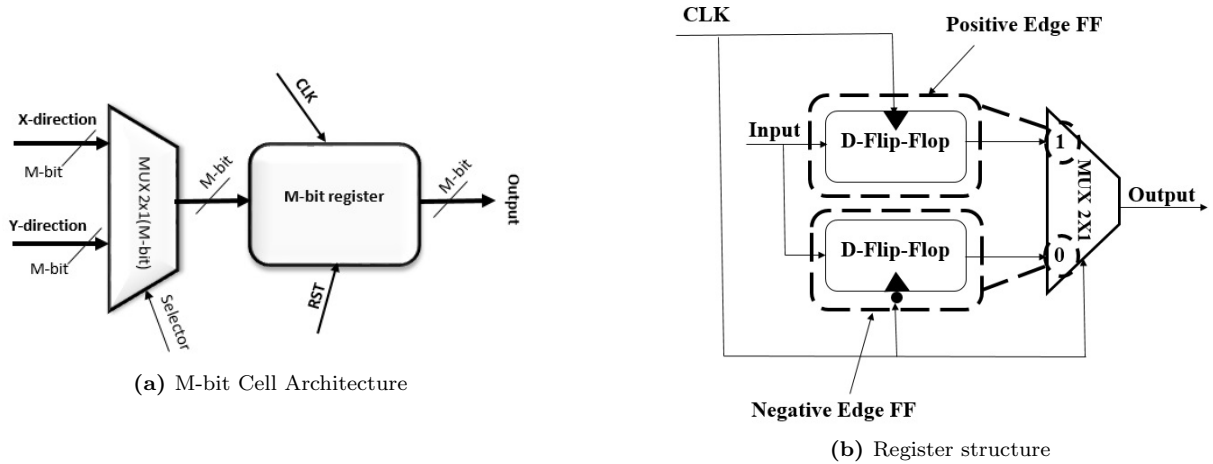 CLK
X-direction
M-bit
Y-direction
M-bit
MUX 2x1(M-bit)
Selector
M-bit
M-bit register
RST
M-bit
Output
(a) M-bit Cell Architecture
CLK
Positive Edge FF
Input
D-Flip-Flop
1
D-Flip-Flop
0
MUX 2X1
Output
Negative Edge FF
(b) Register structure